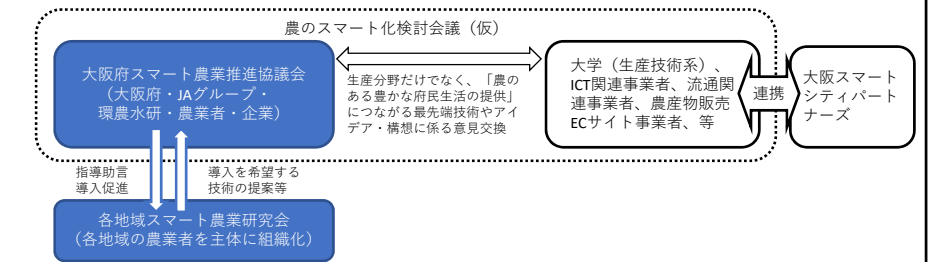 農のスマート化検討会議（仮）
大阪府スマート農業推進協議会
（大阪府・JAグループ・
環農水研・農業者・企業）
生産分野だけでなく、「農の
ある豊かな府民生活の提供」
につながる最先端技術やアイ
デア・構想に係る意見交換
大学（生産技術系）、
ICT関連事業者、流通関
連事業者、農産物販売
ECサイト事業者、等
連携
大阪スマート
シティパート
ナーズ
指導助言
導入促進
導入を希望する
技術の提案等
各地域スマート農業研究会
（各地域の農業者を主体に組織化）